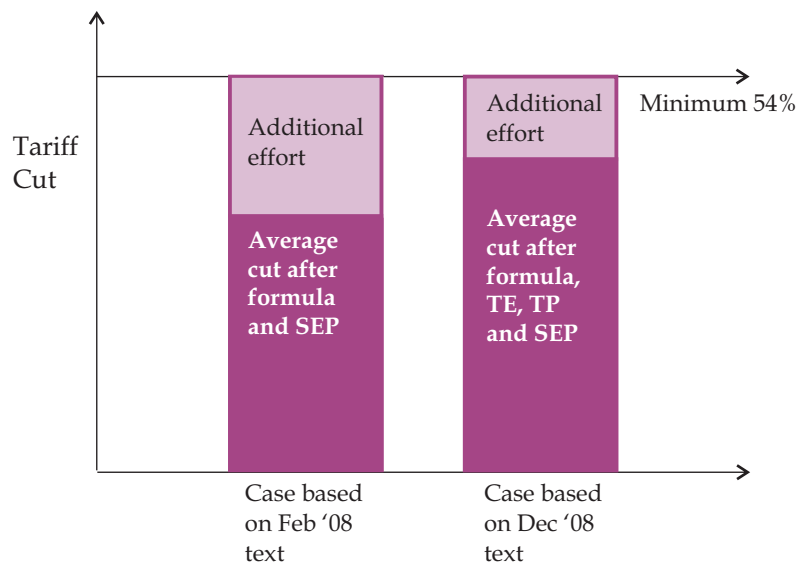 Tariff
Cut
Additional
effort
Average
cut after
formula
and SEP
Additional
effort
Average
cut after
formula,
TE, TP
and SEP
Minimum 54%
Case based
on Feb ‘08
text
Case based
on Dec ‘08
text